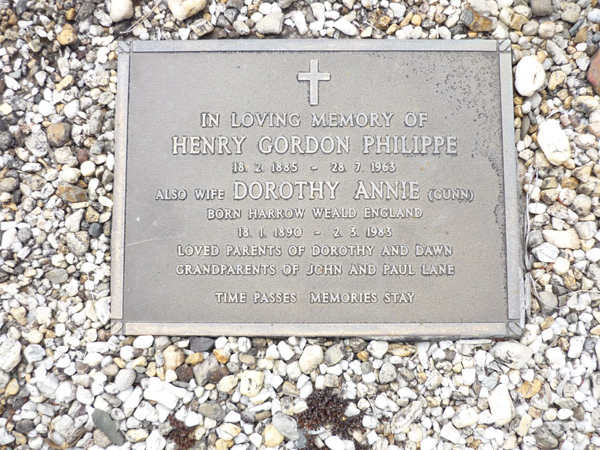 IN LOVING MEMORY OF
HENRY GORDON PHILIPPE
18. 2. 1885 - 28. 7. 1963
ALSO WIFE DOROTHY ANNIE (GUNN)
BORN HARROW WEALD ENGLAND
18. 1. 1890 - 2. 3. 1983
LOVED PARENTS OF DOROTHY AND DAWN
GRANDPARENTS OF JOHN AND PAUL LANE
TIME PASSES MEMORIES STAY